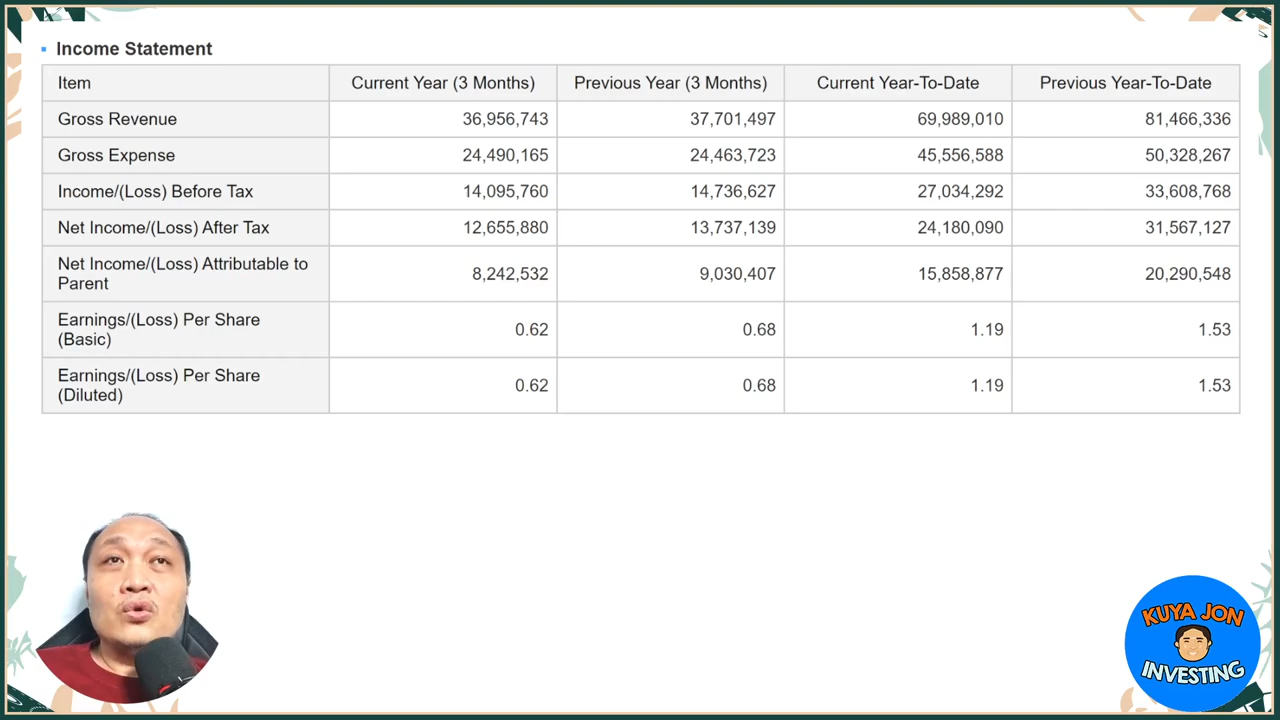 Income Statement
Item Current Year (3 Months) Previous Year (3 Months) Current Year-To-Date Previous Year-To-Date
Gross Revenue 36,956,743 37,701,497 69,989,010 81,466,336
Gross Expense 24,490,165 24,463,723 45,556,588 50,328,267
Income/(Loss) Before Tax 14,095,760 14,736,627 27,034,292 33,608,768
Net Income/(Loss) After Tax 12,655,880 13,737,139 24,180,090 31,567,127
Net Income/(Loss) Attributable to
Parent 8,242,532 9,030,407 15,858,877 20,290,548
Earnings/(Loss) Per Share
(Basic) 0.62 0.68 1.19 1.53
Earnings/(Loss) Per Share
(Diluted) 0.62 0.68 1.19 1.53
KUYA JON
INVESTING